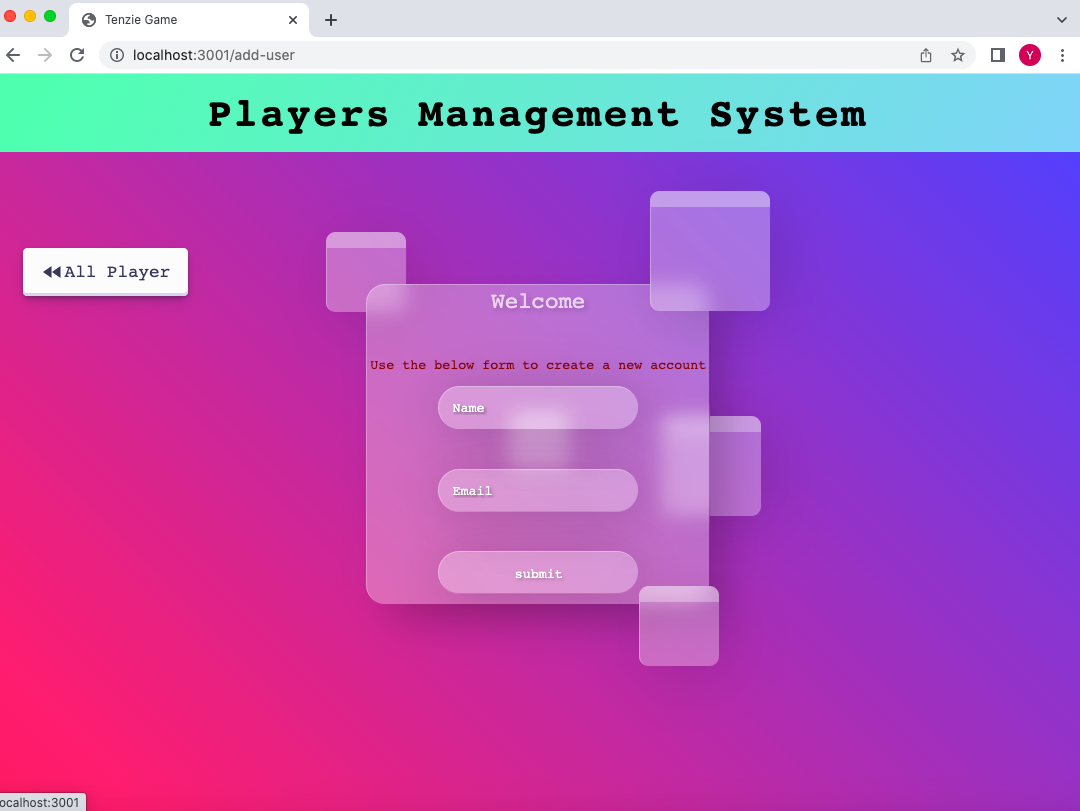 Tenzie Game
localhost:3001/add-user
Y
Players Management System
All Player
Welcome
Use the below form to create a new account
Name
Email
submit
ocalhost:3001